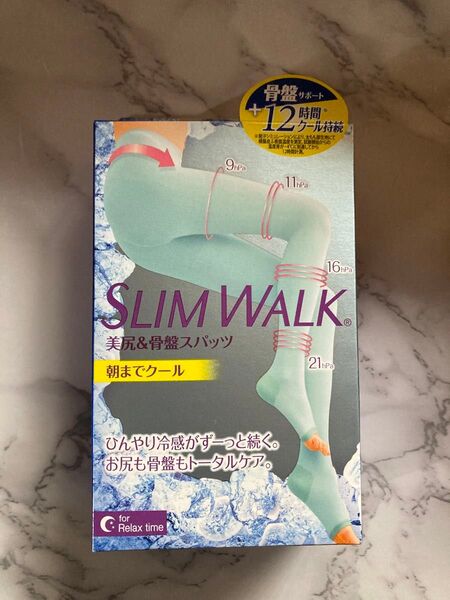 骨盤サポート
+12時間※
クール持続
9hPa
11hPa
16hPa
SLIM WALK®
美尻&骨盤スパッツ
21hPa
朝までクール
ひんやり冷感がずーっと続く。
お尻も骨盤もトータルケア。
for
Relax time